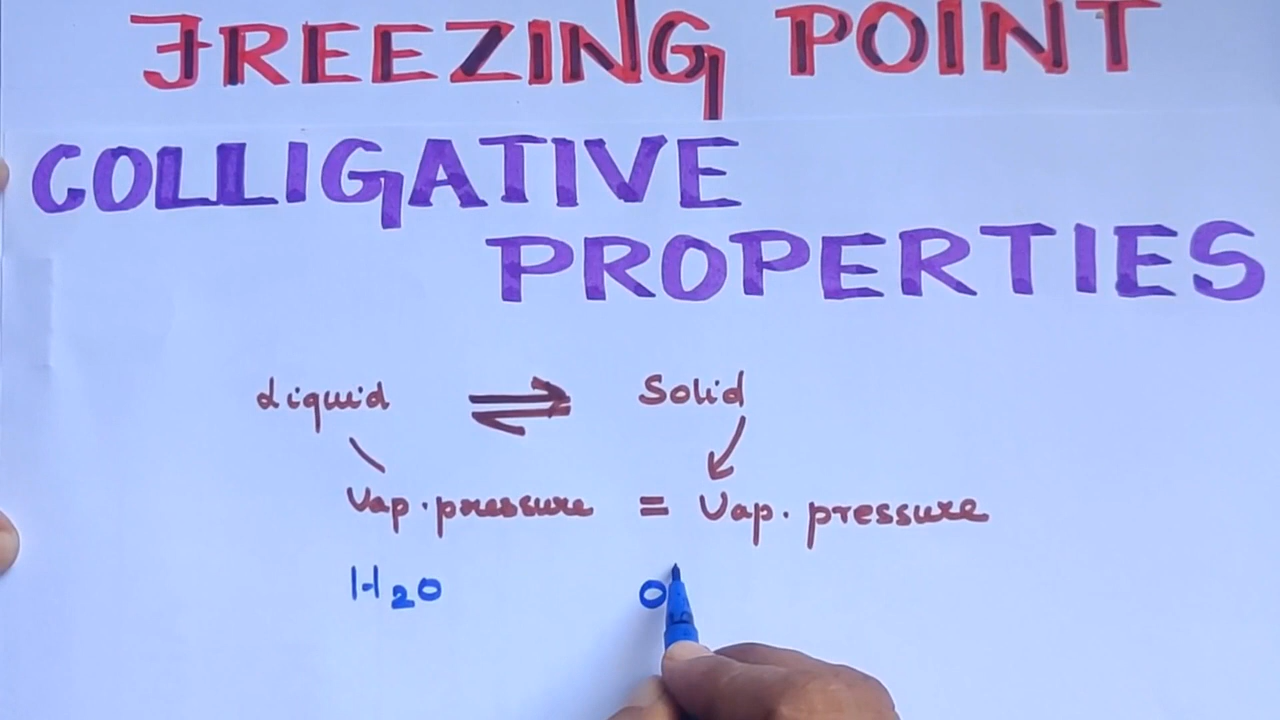 FREEZING POINT
COLLIGATIVE
PROPERTIES
Liquid ⇌ Solid
Vap. pressure = Vap. pressure
H2O 0